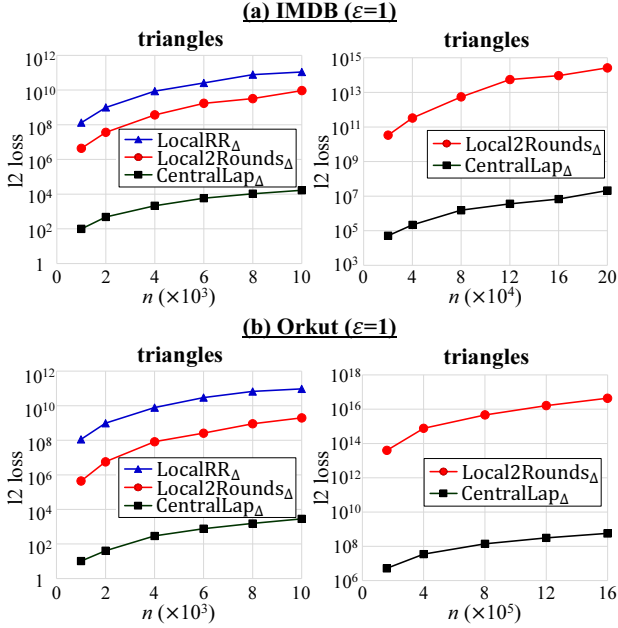 (a) IMDB (ε=1)
triangles
10^12
10^10
10^8
10^6
10^4
10^2
1
l2 loss
LocalRR_Δ
Local2Rounds_Δ
CentralLap_Δ
0 2 4 6 8 10
n (×10^3)
triangles
10^15
10^13
10^11
10^9
10^7
10^5
10^3
l2 loss
Local2Rounds_Δ
CentralLap_Δ
0 4 8 12 16 20
n (×10^4)
(b) Orkut (ε=1)
triangles
10^12
10^10
10^8
10^6
10^4
10^2
1
l2 loss
LocalRR_Δ
Local2Rounds_Δ
CentralLap_Δ
0 2 4 6 8 10
n (×10^3)
triangles
10^18
10^16
10^14
10^12
10^10
10^8
10^6
l2 loss
Local2Rounds_Δ
CentralLap_Δ
0 4 8 12 16
n (×10^5)